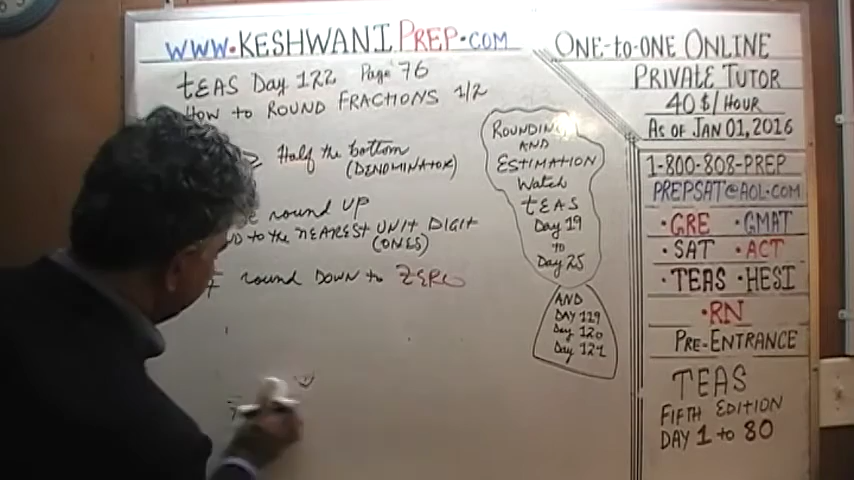 WWW.KESHWANIPREP.COM
tEAS Day 122 Page 76
How to ROUND FRACTIONS 1/2
≥ Half the bottom
(DENOMINATOR)
round up
to the NEAREST UNIT DIGIT
(ONES)
round DOWN to ZERO
ROUNDING
AND
ESTIMATION
Watch
tEAS
Day 19
to
Day 25
AND
DAY 119
Day 120
Day 121
ONE-to-ONE ONLINE
PRIVATE TUTOR
40$/HOUR
As of JAN 01, 2016
1-800-808-PREP
PREPSAT@AOL.COM
•GRE •GMAT
•SAT •ACT
•TEAS •HESI
•RN
PRE-ENTRANCE
TEAS
FIFTH EDITION
DAY 1 to 80